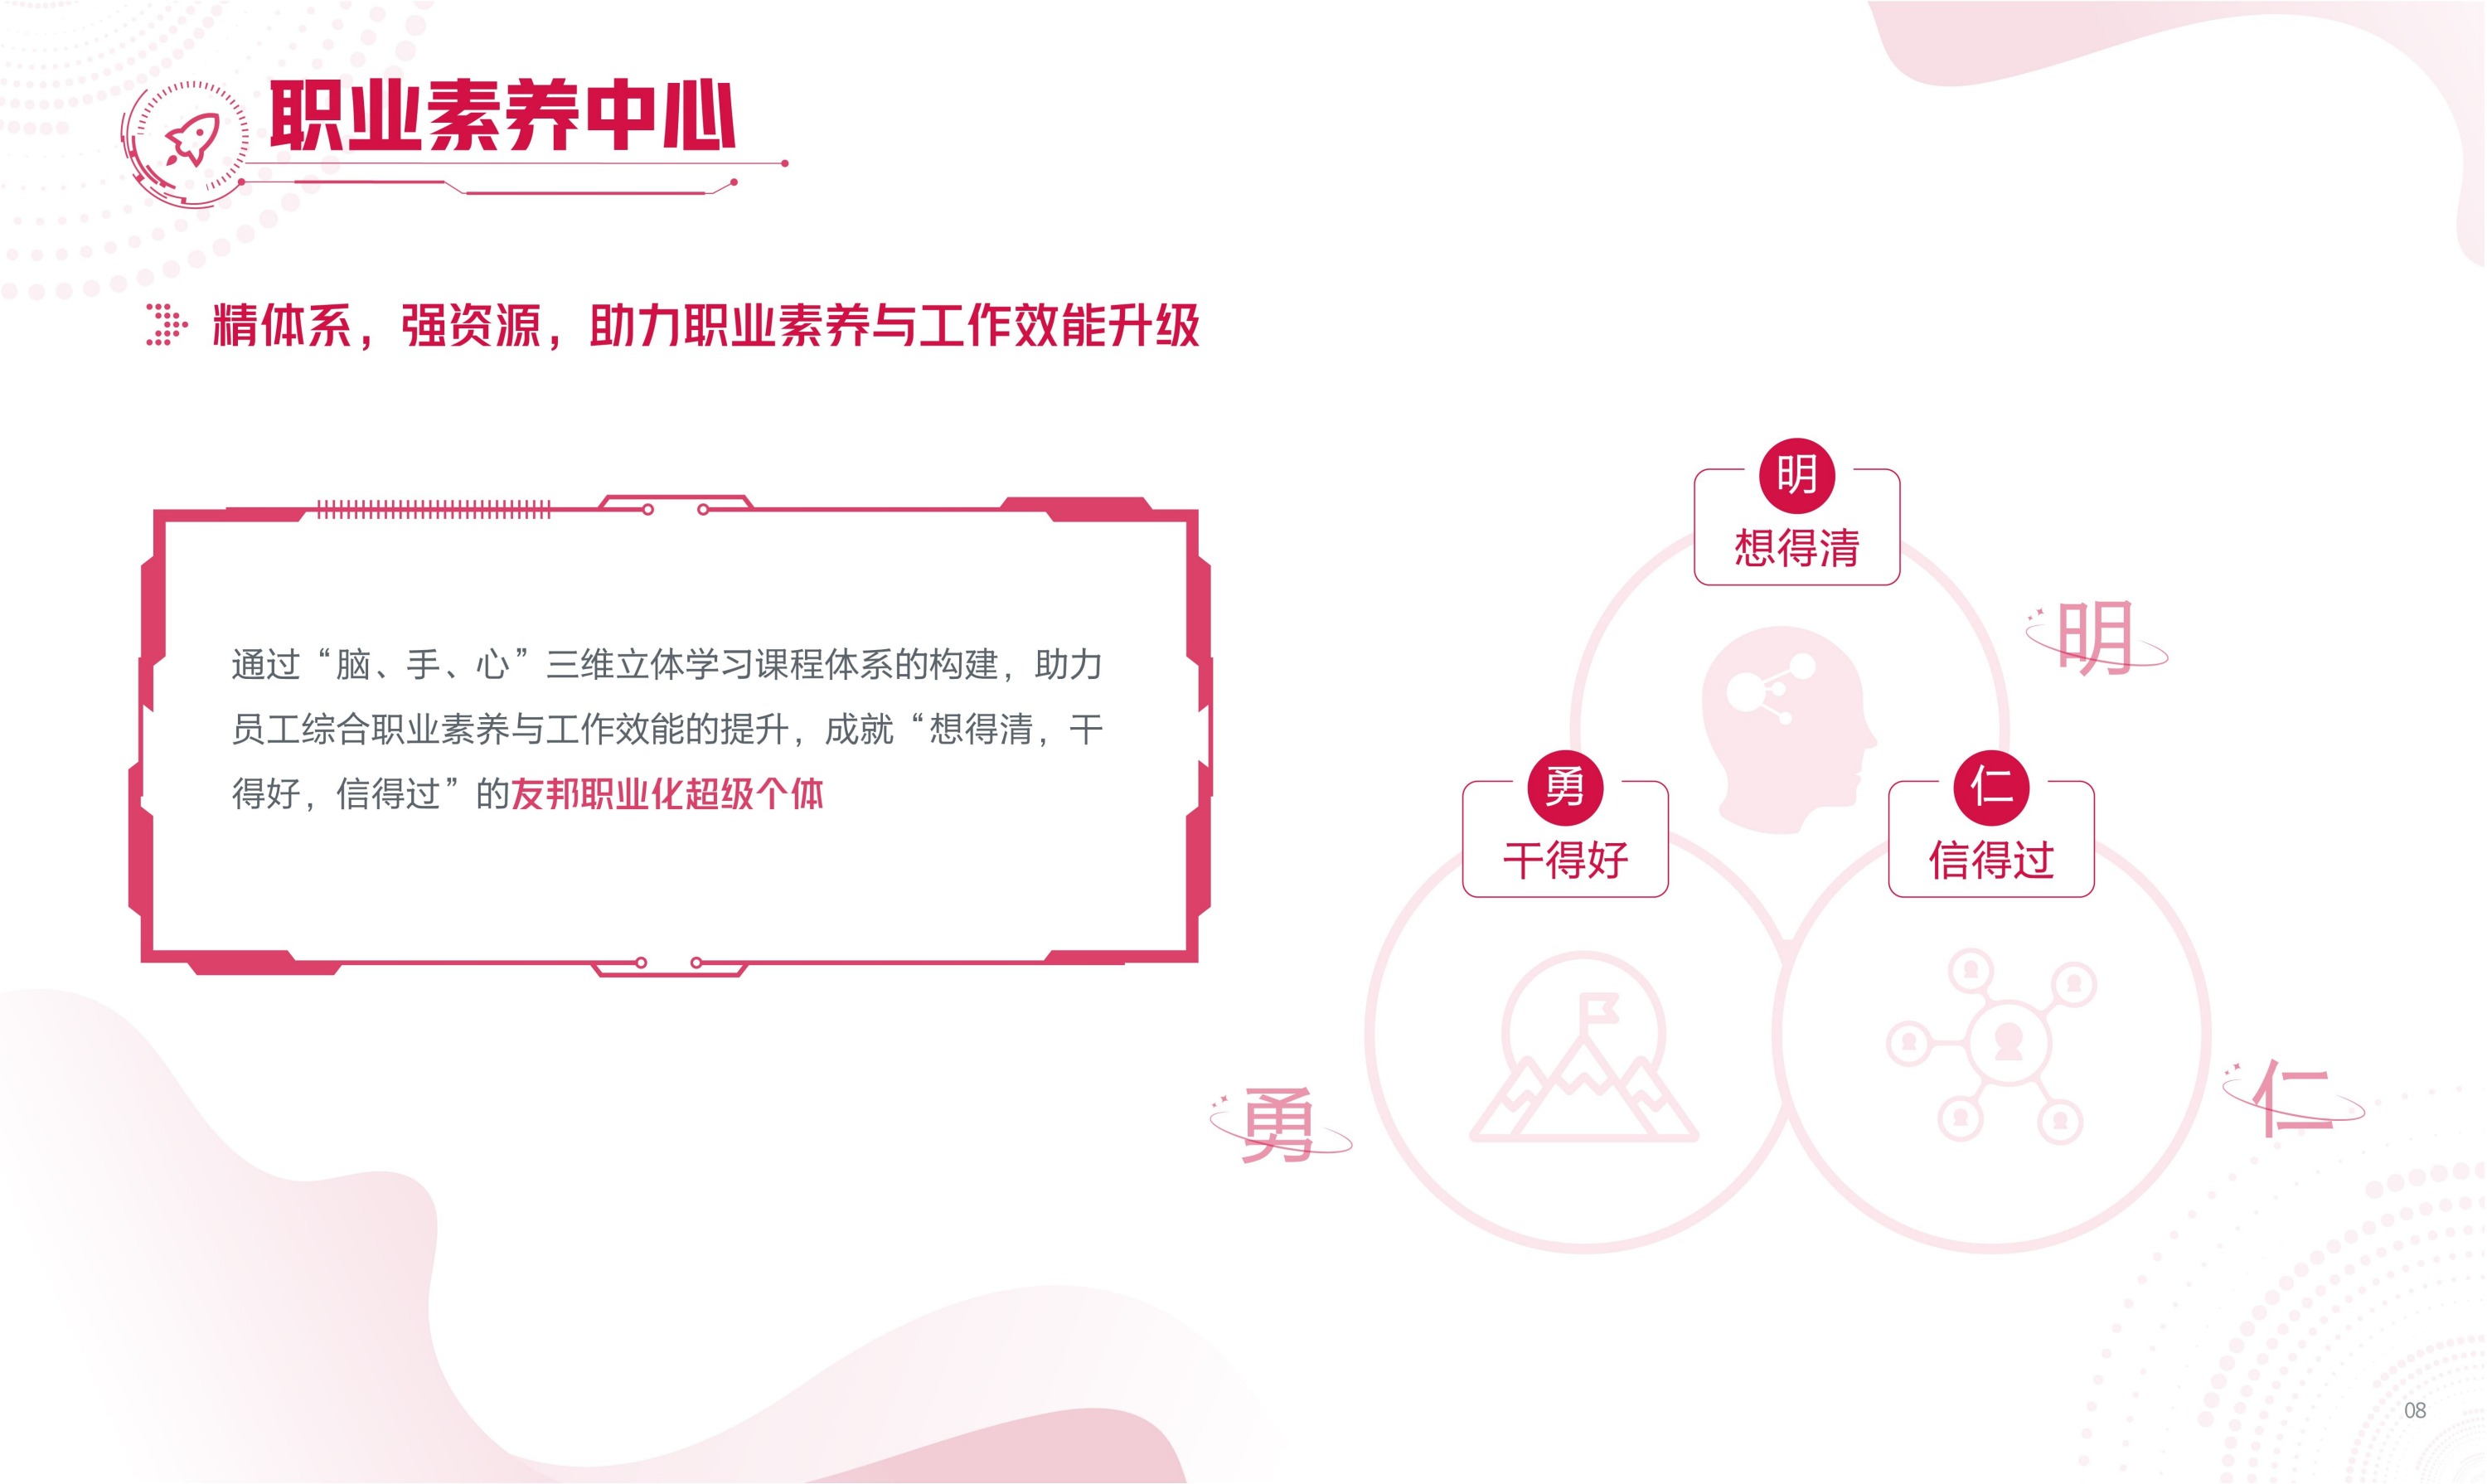 职业素养中心
精体系，强资源，助力职业素养与工作效能升级
通过“脑、手、心”三维立体学习课程体系的构建，助力
员工综合职业素养与工作效能的提升，成就“想得清，干
得好，信得过”的友邦职业化超级个体
明
想得清
明
勇
干得好
仁
信得过
勇
仁
08